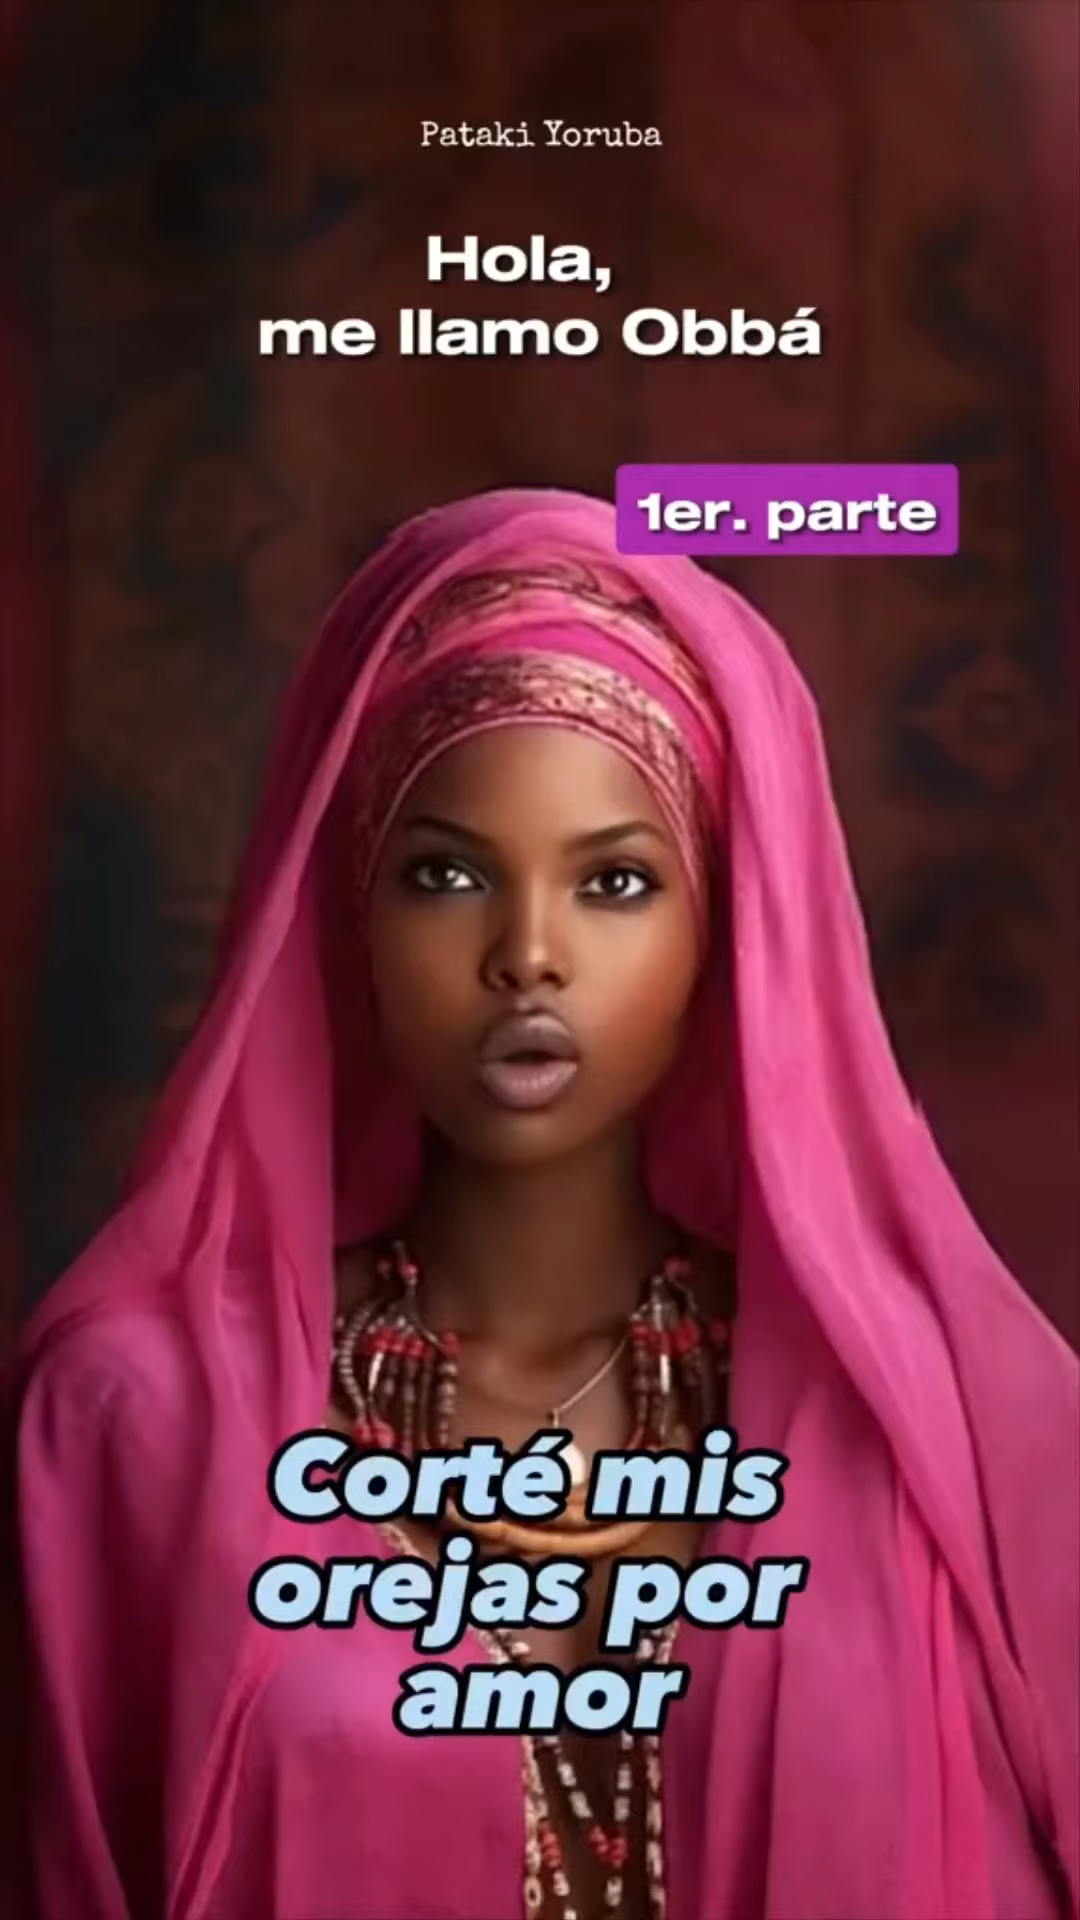 Pataki Yoruba
Hola,
me llamo Obbá
1er. parte
Corté mis
orejas por
amor